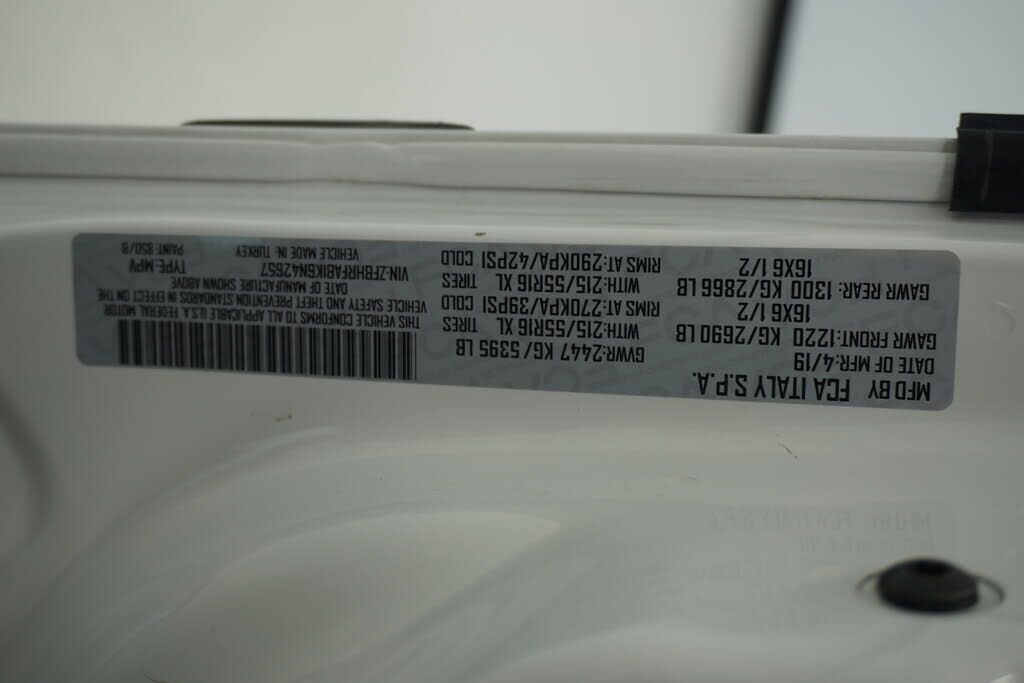 MFD BY FCA ITALY S.P.A.
DATE OF MFR:4/19 GVWR:2447 KG/5395 LB
GAWR FRONT:1220 KG/2690 LB WITH:215/55R16 XL TIRES
16X6 1/2 RIMS AT:270KPA/39PSI COLD
GAWR REAR: 1300 KG/2866 LB WITH:215/55R16 XL TIRES
16X6 1/2 RIMS AT:290KPA/42PSI COLD
THIS VEHICLE CONFORMS TO ALL APPLICABLE U.S.A. FEDERAL MOTOR
VEHICLE SAFETY AND THEFT PREVENTION STANDARDS IN EFFECT ON THE
DATE OF MANUFACTURE SHOWN ABOVE
VIN:ZFBHRFAB1K6N42657 TYPE:MPV
VEHICLE MADE IN- TURKEY PAINT: 850/B